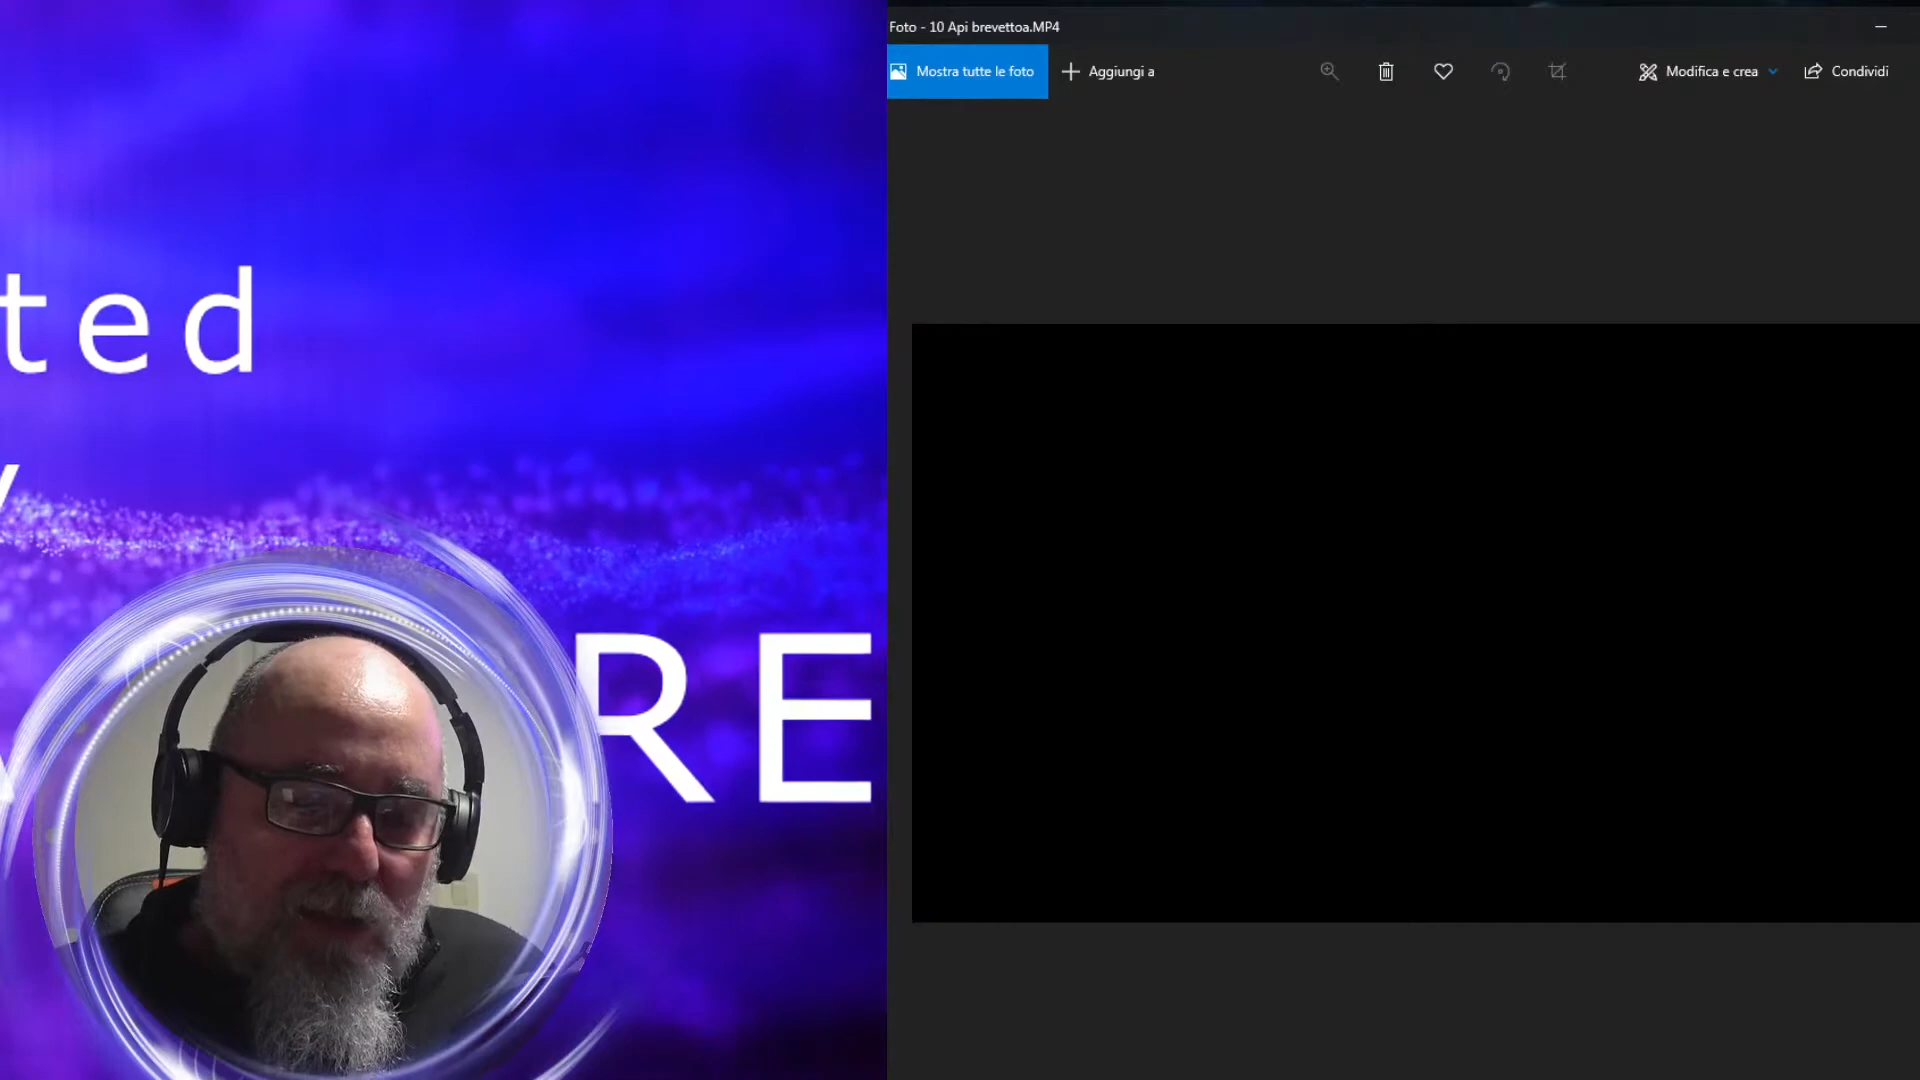 Foto - 10 Api brevettoa.MP4
Mostra tutte le foto
Aggiungi a
Modifica e crea
Condividi
ted
y
RE